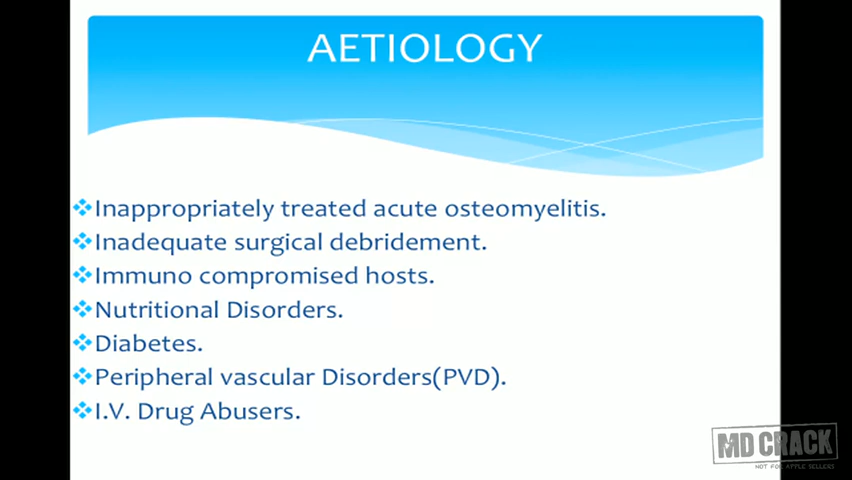 AETIOLOGY
❖Inappropriately treated acute osteomyelitis.
❖Inadequate surgical debridement.
❖Immuno compromised hosts.
❖Nutritional Disorders.
❖Diabetes.
❖Peripheral vascular Disorders(PVD).
❖I.V. Drug Abusers.
MD CRACK
NOT FOR APPLE SELLERS